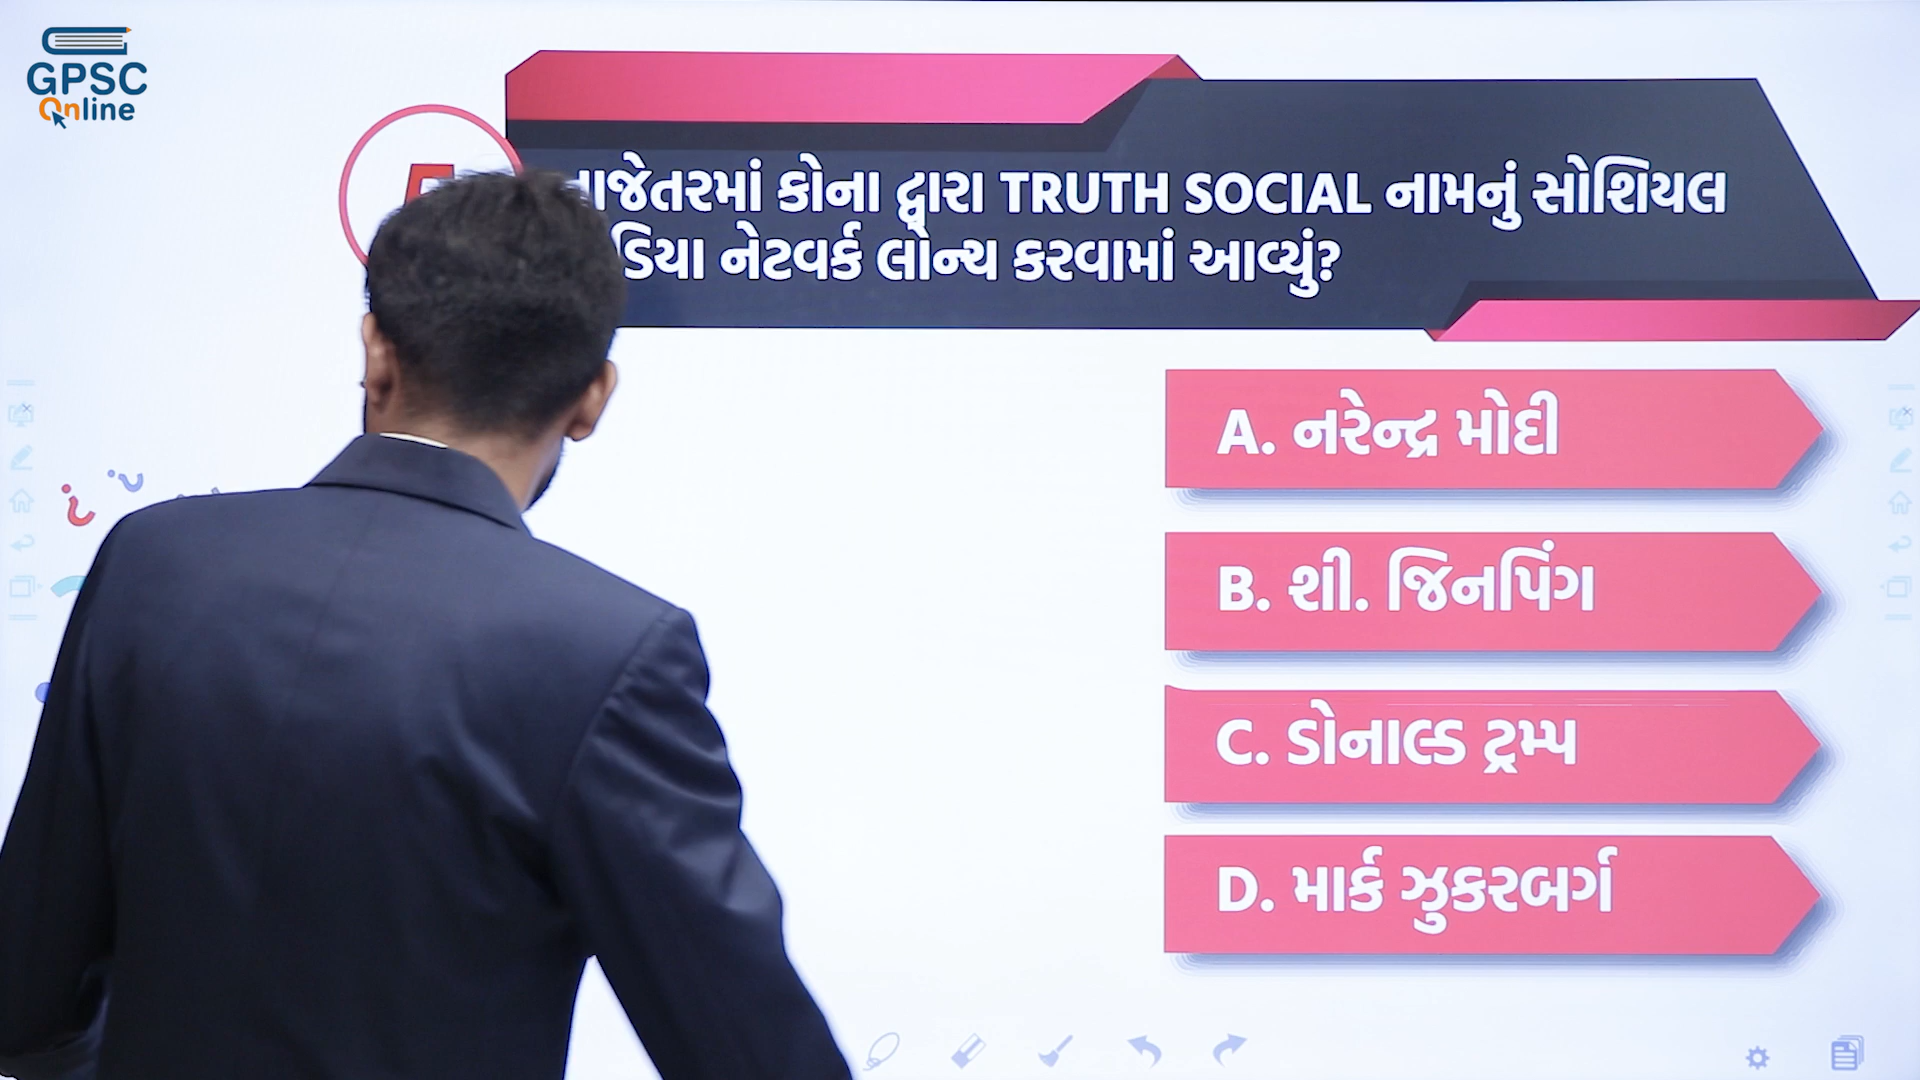 GPSC
Online
તાજેતરમાં કોના દ્વારા TRUTH SOCIAL નામનું સોશિયલ
નેટવર્ક લોન્ચ કરવામાં આવ્યું?
A. નરેન્દ્ર મોદી
B. શી. જિનપિંગ
C. ડોનાલ્ડ ટ્રમ્પ
D. માર્ક ઝુકરબર્ગ